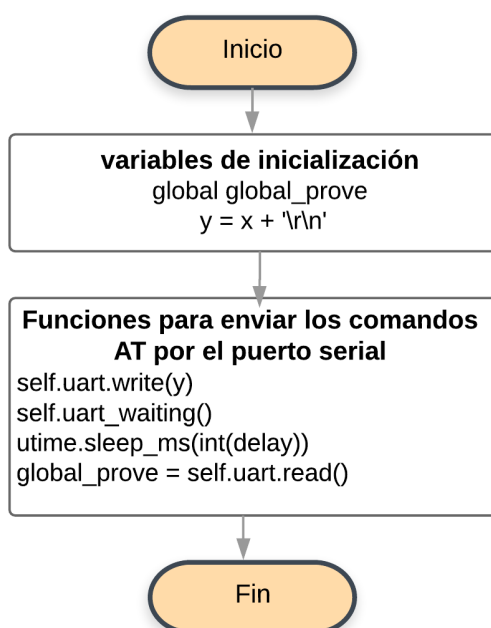 Inicio
variables de inicialización
global global_prove
y = x + '\r\n'
Funciones para enviar los comandos
AT por el puerto serial
self.uart.write(y)
self.uart_waiting()
utime.sleep_ms(int(delay))
global_prove = self.uart.read()
Fin